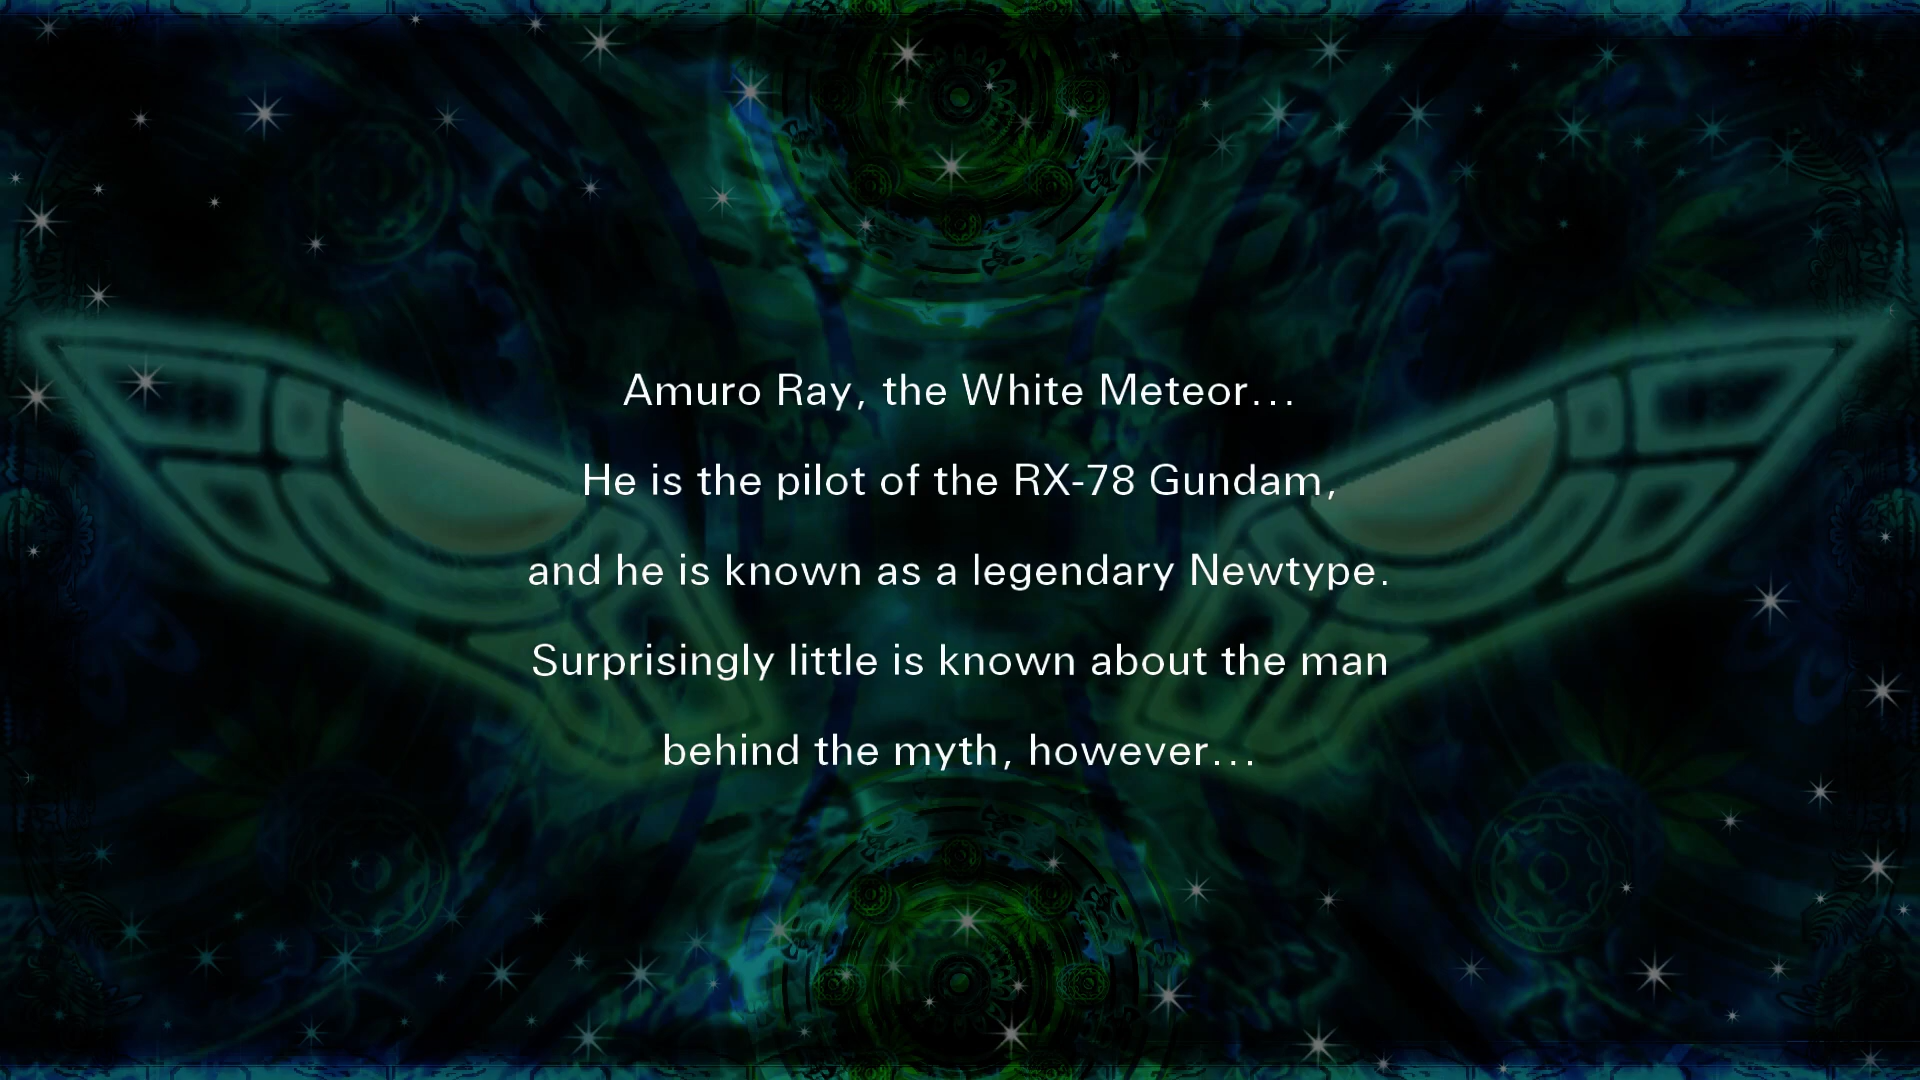 Amuro Ray, the White Meteor...
He is the pilot of the RX-78 Gundam,
and he is known as a legendary Newtype.
Surprisingly little is known about the man
behind the myth, however...